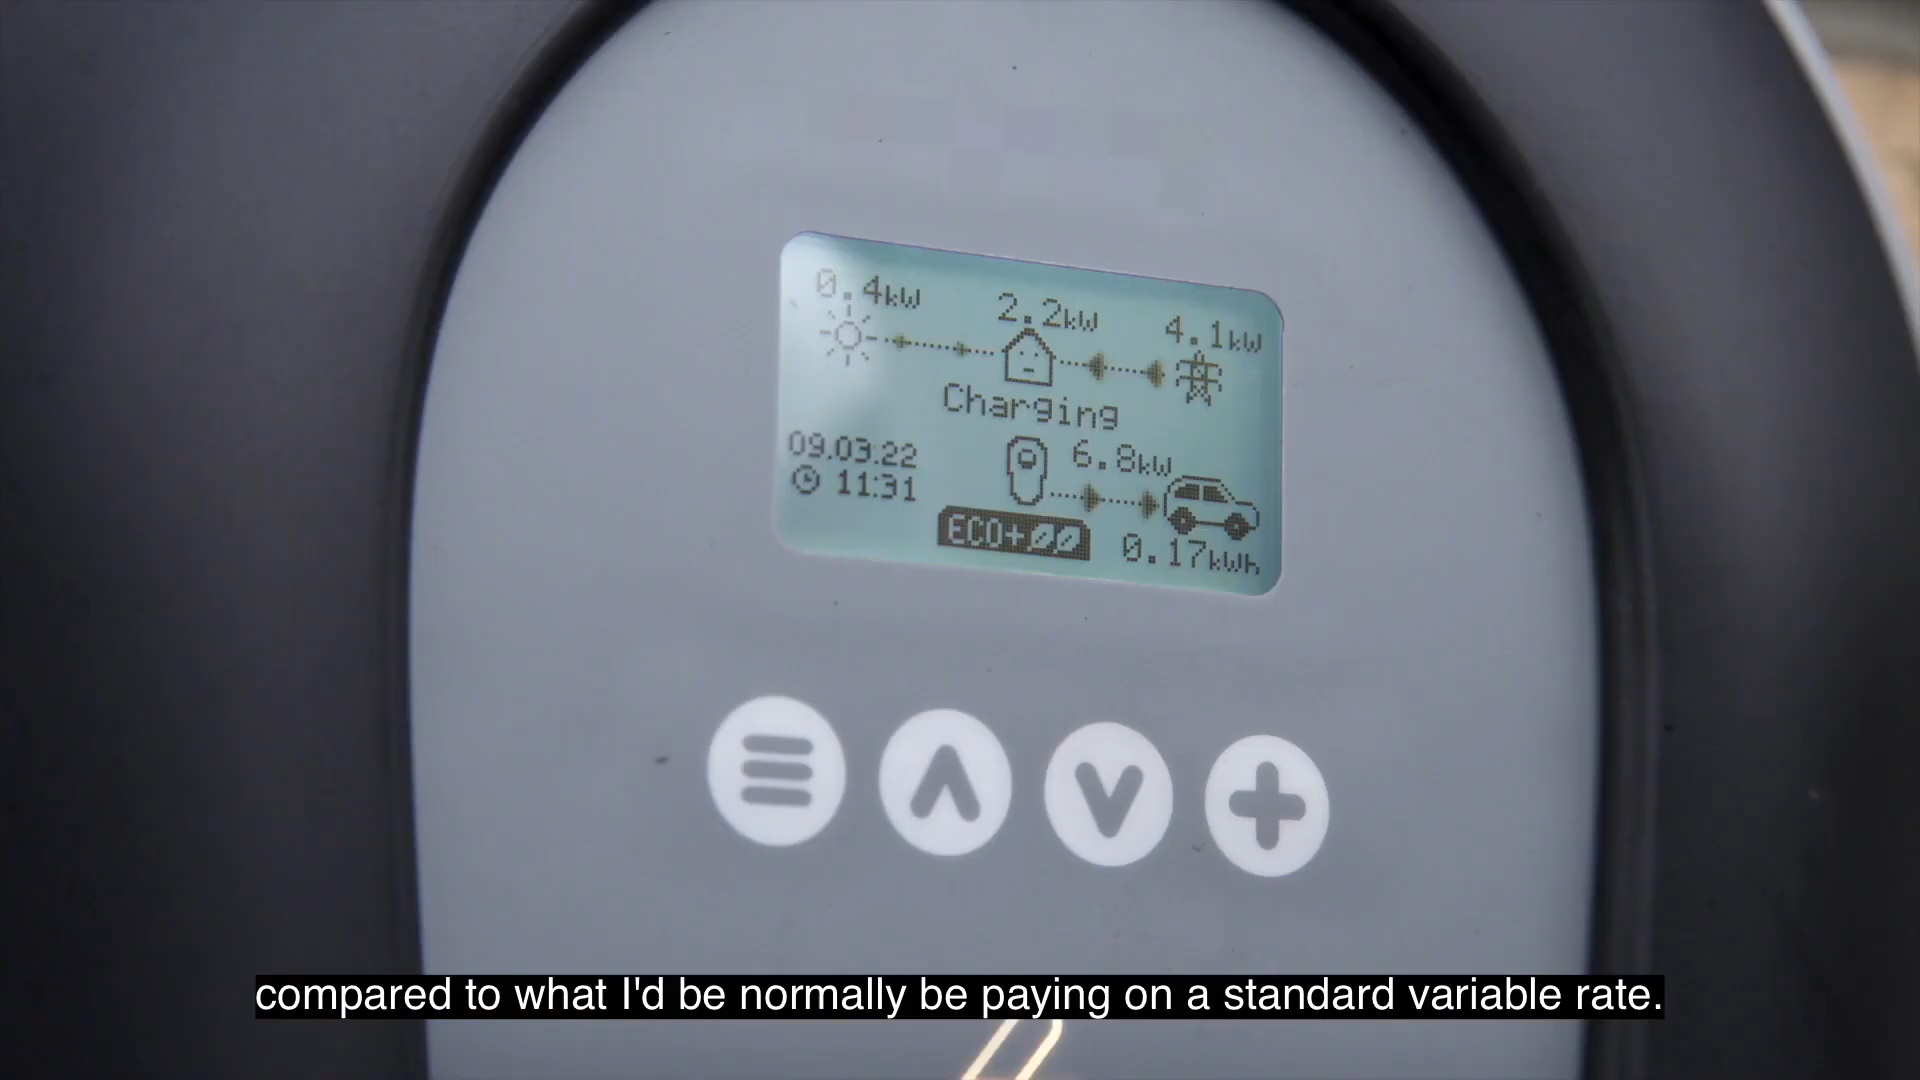 0.4kW
2.2kW
4.1kW
Charging
09.03.22
11:31
6.8kW
ECO+
0.17kWh
compared to what I'd be normally be paying on a standard variable rate.